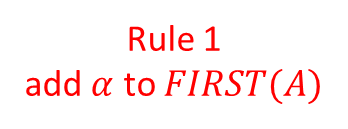 Rule 1
add α to FIRST(A)